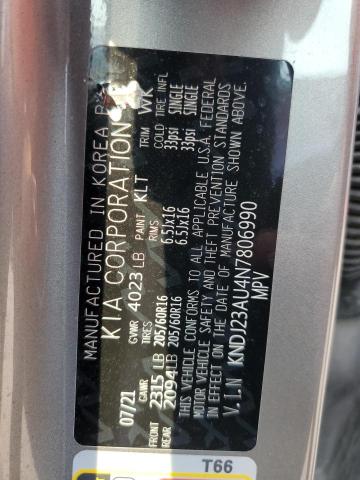 MANUFACTURED IN KOREA BY
KIA CORPORATION
07/21 GVWR 4023 LB PAINT KLT TRIM WK
GAWR TIRES RIMS COLD TIRE INFL
FRONT 2315 LB 205/60R16 6.5Jx16 33psi SINGLE
REAR 2094 LB 205/60R16 6.5Jx16 33psi SINGLE
THIS VEHICLE CONFORMS TO ALL APPLICABLE U.S.A. FEDERAL
MOTOR VEHICLE SAFETY AND THEFT PREVENTION STANDARDS
IN EFFECT ON THE DATE OF MANUFACTURE SHOWN ABOVE.
V.I.N KNDJ23AU4N7806990
MPV
T66